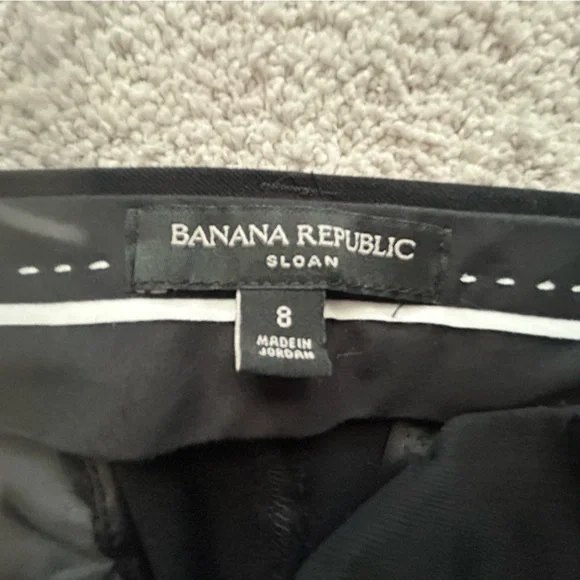 BANANA REPUBLIC
SLOAN
8
MADE IN
JORDAN